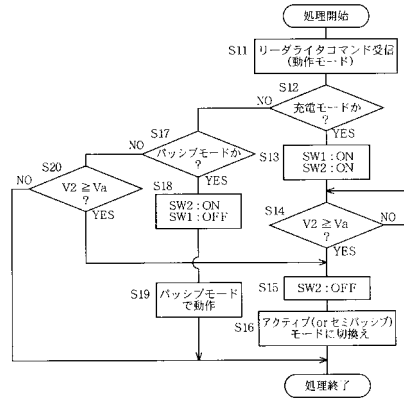 処理開始
S11
リーダライタコマンド受信
(動作モード)
S12
充電モードか
?
NO
YES
S17
パッシブモードか
?
NO
YES
S13
SW1:ON
SW2:ON
S20
V2≧Va
?
NO
YES
S18
SW2:ON
SW1:OFF
S14
V2≧Va
?
NO
YES
S19
パッシブモード
で動作
S15
SW2:OFF
S16
アクティブ(orセミパッシブ)
モードに切換え
処理終了